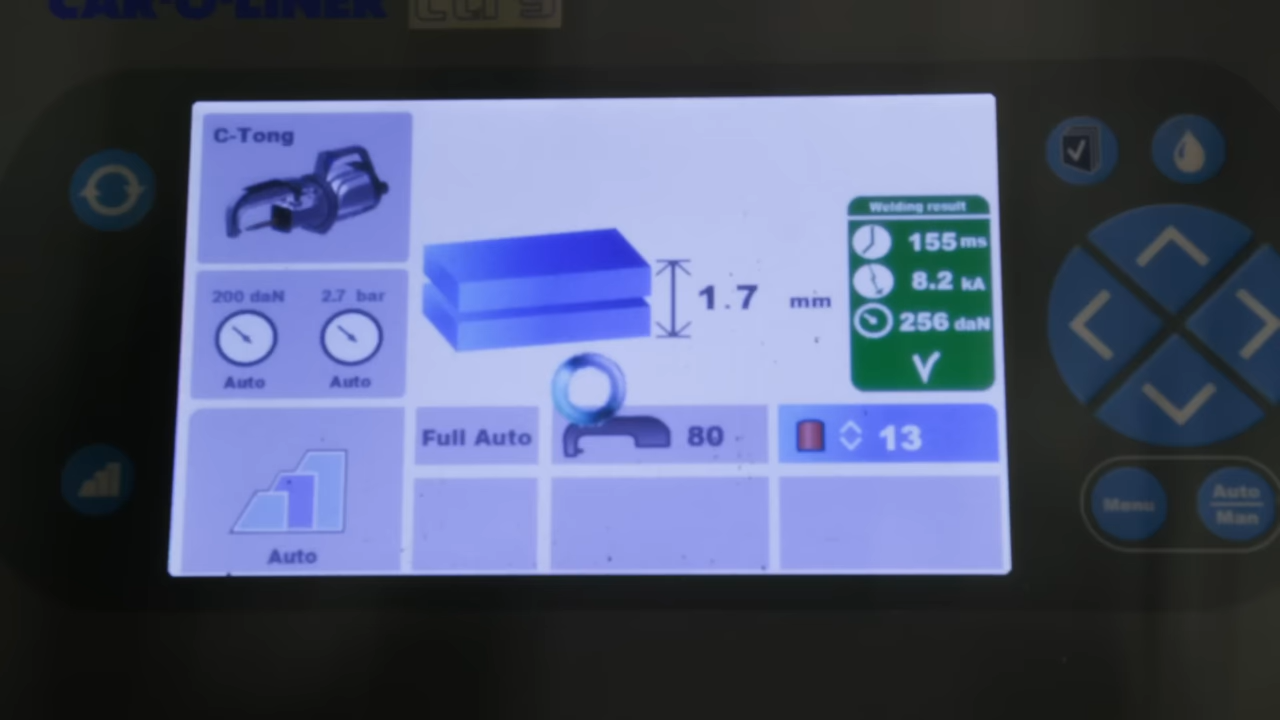 CAR-O-LINER
C-Tong
200 daN 2.7 bar
Auto Auto
Auto
1.7 mm
Full Auto
80
13
Welding result
155 ms
8.2 kA
256 daN
Menu
Auto
Man